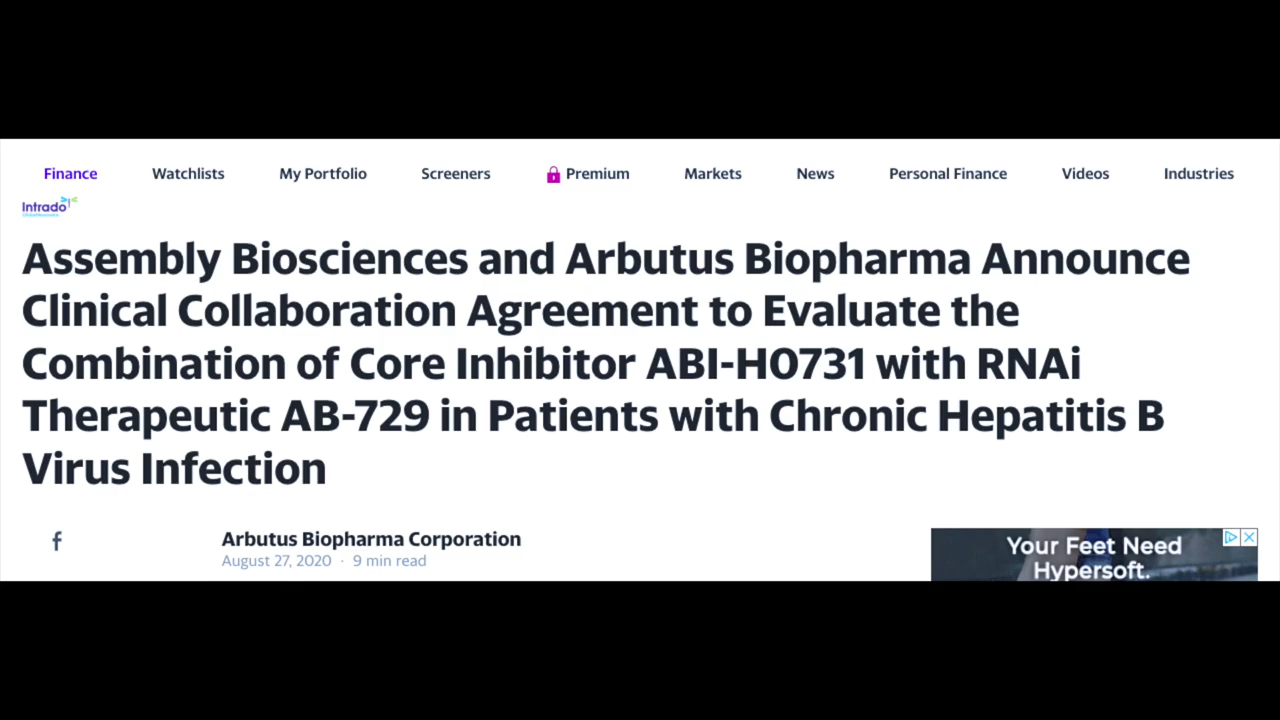 Finance Watchlists My Portfolio Screeners Premium Markets News Personal Finance Videos Industries
Intrado
Assembly Biosciences and Arbutus Biopharma Announce
Clinical Collaboration Agreement to Evaluate the
Combination of Core Inhibitor ABI-H0731 with RNAi
Therapeutic AB-729 in Patients with Chronic Hepatitis B
Virus Infection
Arbutus Biopharma Corporation
August 27, 2020 · 9 min read
Your Feet Need
Hypersoft.